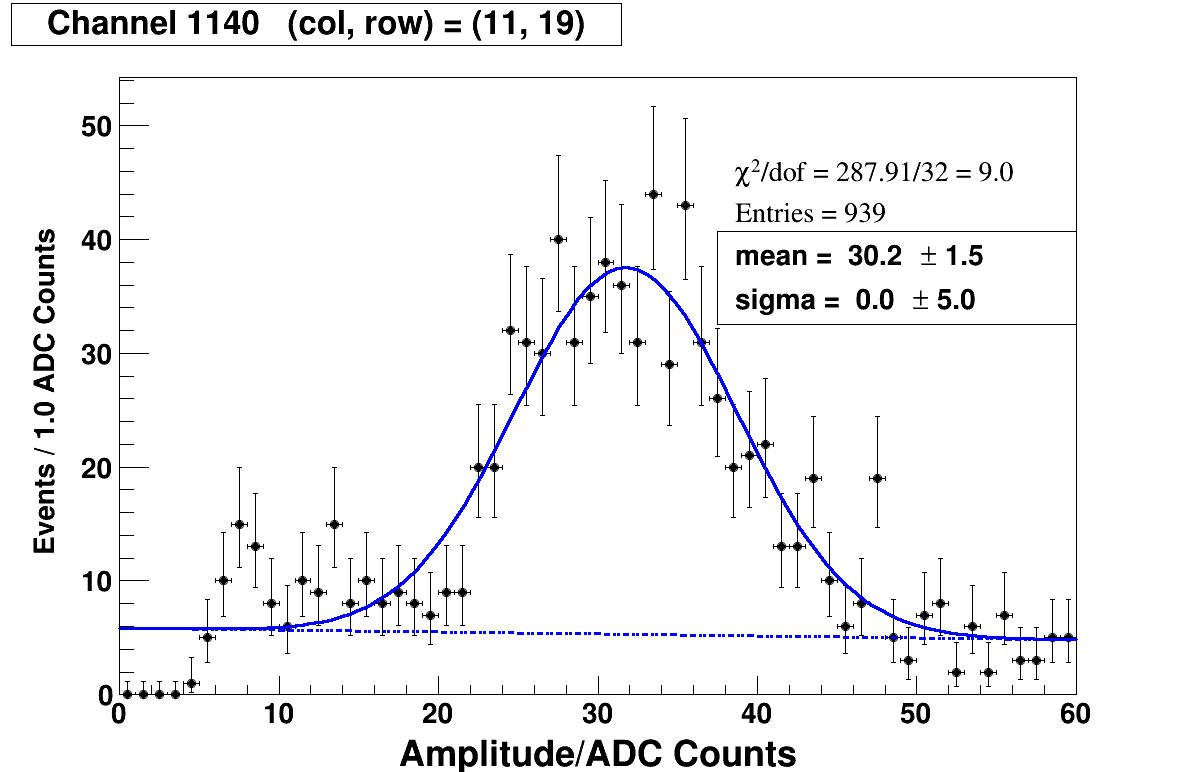 Channel 1140 (col, row) = (11, 19)
χ²/dof = 287.91/32 = 9.0
Entries = 939
mean = 30.2 ± 1.5
sigma = 0.0 ± 5.0
Events / 1.0 ADC Counts
50
40
30
20
10
0
0 10 20 30 40 50 60
Amplitude/ADC Counts